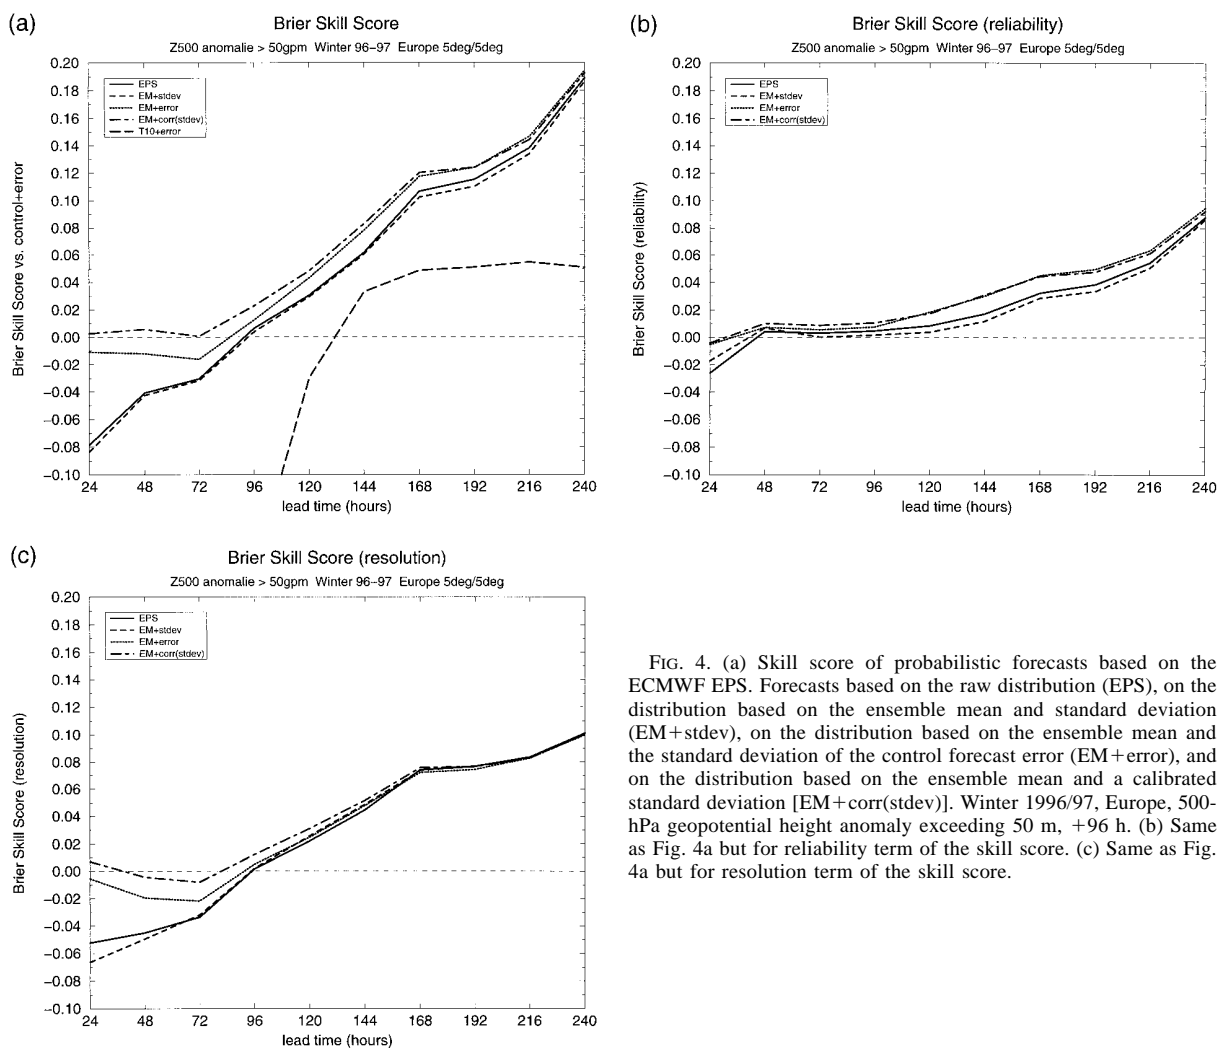 (a)
Brier Skill Score
Z500 anomalie > 50gpm Winter 96–97 Europe 5deg/5deg
0.20
0.18
0.16
0.14
0.12
0.10
0.08
0.06
0.04
0.02
0.00
−0.02
−0.04
−0.06
−0.08
−0.10
Brier Skill Score vs. control+error
EPS
EM+stdev
EM+error
EM+corr(stdev)
T10+error
24 48 72 96 120 144 168 192 216 240
lead time (hours)
(b)
Brier Skill Score (reliability)
Z500 anomalie > 50gpm Winter 96–97 Europe 5deg/5deg
0.20
0.18
0.16
0.14
0.12
0.10
0.08
0.06
0.04
0.02
0.00
−0.02
−0.04
−0.06
−0.08
−0.10
Brier Skill Score (reliability)
EPS
EM+stdev
EM+error
EM+corr(stdev)
24 48 72 96 120 144 168 192 216 240
lead time (hours)
(c)
Brier Skill Score (resolution)
Z500 anomalie > 50gpm Winter 96–97 Europe 5deg/5deg
0.20
0.18
0.16
0.14
0.12
0.10
0.08
0.06
0.04
0.02
0.00
−0.02
−0.04
−0.06
−0.08
−0.10
Brier Skill Score (resolution)
EPS
EM+stdev
EM+error
EM+corr(stdev)
24 48 72 96 120 144 168 192 216 240
lead time (hours)
FIG. 4. (a) Skill score of probabilistic forecasts based on the
ECMWF EPS. Forecasts based on the raw distribution (EPS), on the
distribution based on the ensemble mean and standard deviation
(EM+stdev), on the distribution based on the ensemble mean and
the standard deviation of the control forecast error (EM+error), and
on the distribution based on the ensemble mean and a calibrated
standard deviation [EM+corr(stdev)]. Winter 1996/97, Europe, 500-
hPa geopotential height anomaly exceeding 50 m, +96 h. (b) Same
as Fig. 4a but for reliability term of the skill score. (c) Same as Fig.
4a but for resolution term of the skill score.